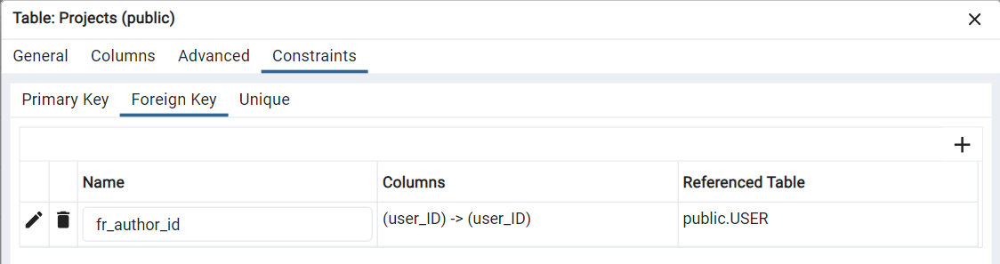 Table: Projects (public)
General Columns Advanced Constraints
Primary Key Foreign Key Unique
Name Columns Referenced Table
fr_author_id (user_ID) -> (user_ID) public.USER